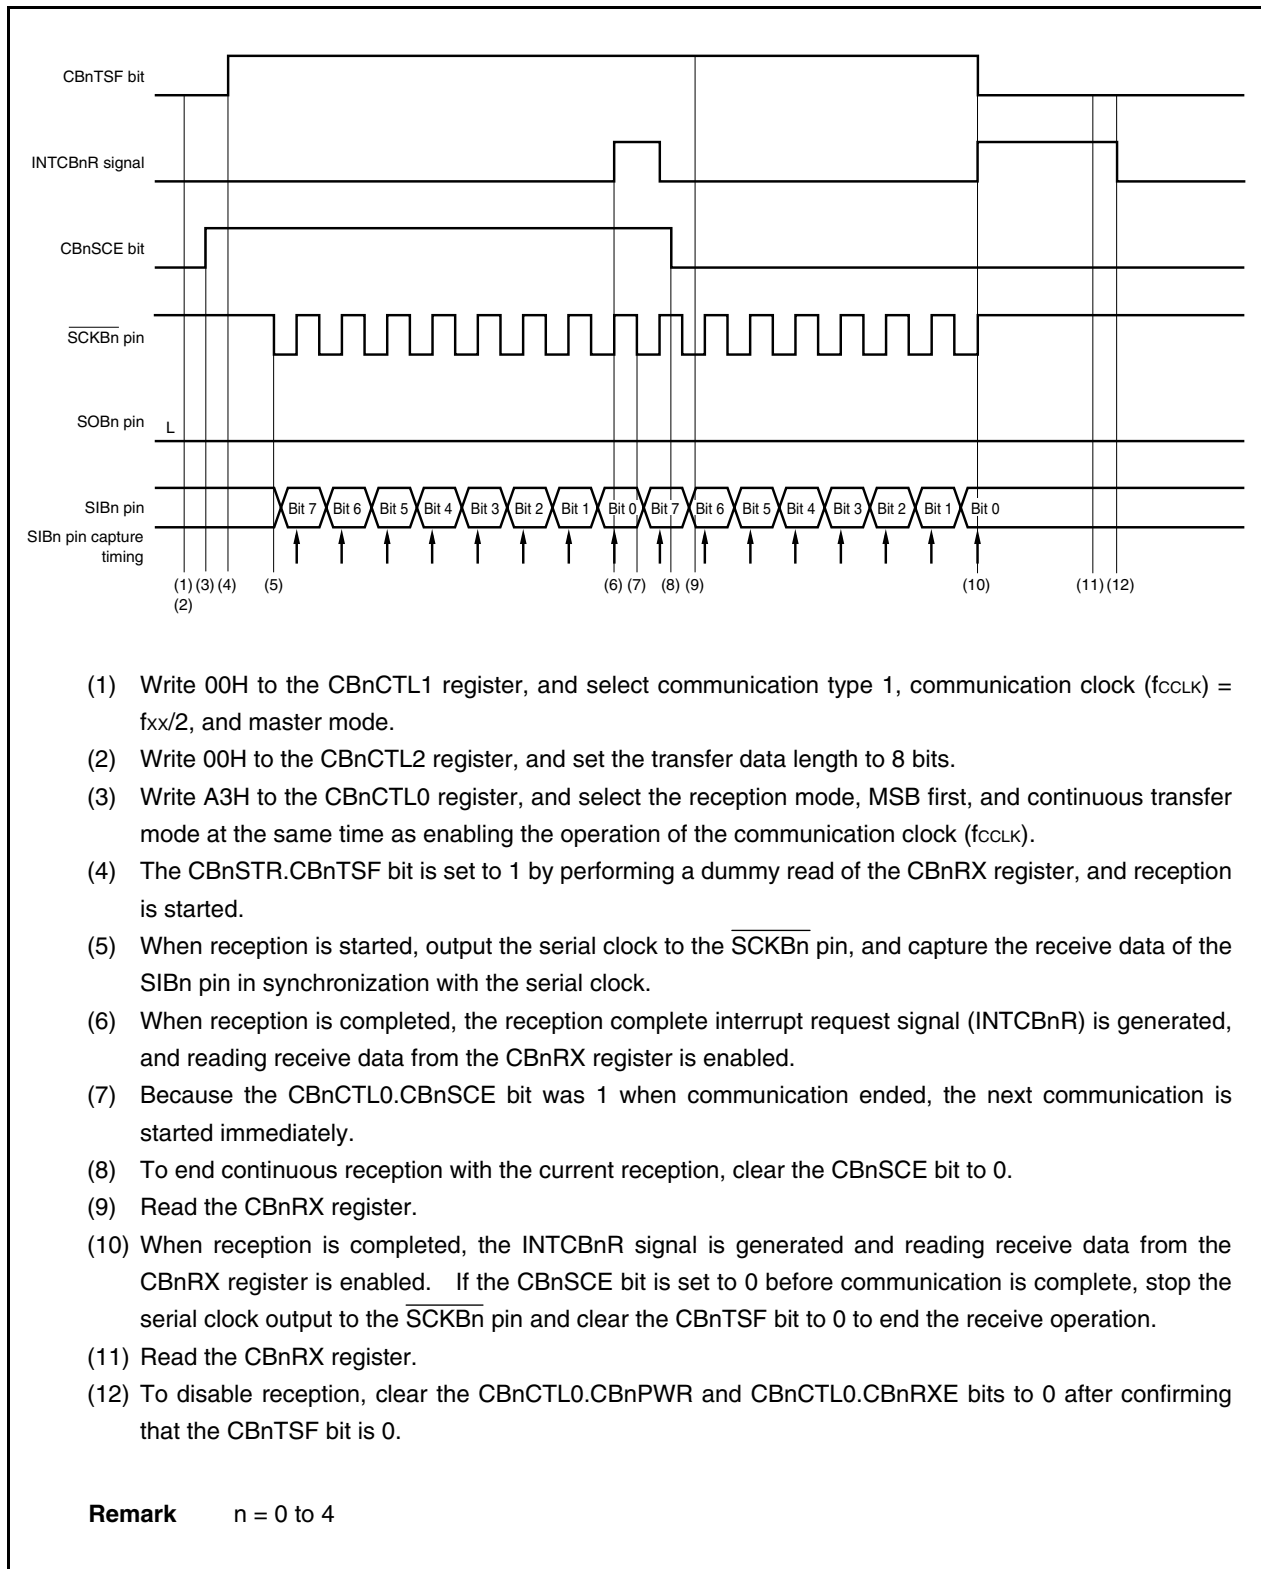 CBnTSF bit
INTCBnR signal
CBnSCE bit
SCKBn pin
SOBn pin L
SIBn pin Bit 7 Bit 6 Bit 5 Bit 4 Bit 3 Bit 2 Bit 1 Bit 0 Bit 7 Bit 6 Bit 5 Bit 4 Bit 3 Bit 2 Bit 1 Bit 0
SIBn pin capture
timing
(1) (3) (4) (5) (6) (7) (8) (9) (10) (11) (12)
(2)
(1) Write 00H to the CBnCTL1 register, and select communication type 1, communication clock (fCCLK) =
fxx/2, and master mode.
(2) Write 00H to the CBnCTL2 register, and set the transfer data length to 8 bits.
(3) Write A3H to the CBnCTL0 register, and select the reception mode, MSB first, and continuous transfer
mode at the same time as enabling the operation of the communication clock (fCCLK).
(4) The CBnSTR.CBnTSF bit is set to 1 by performing a dummy read of the CBnRX register, and reception
is started.
(5) When reception is started, output the serial clock to the SCKBn pin, and capture the receive data of the
SIBn pin in synchronization with the serial clock.
(6) When reception is completed, the reception complete interrupt request signal (INTCBnR) is generated,
and reading receive data from the CBnRX register is enabled.
(7) Because the CBnCTL0.CBnSCE bit was 1 when communication ended, the next communication is
started immediately.
(8) To end continuous reception with the current reception, clear the CBnSCE bit to 0.
(9) Read the CBnRX register.
(10) When reception is completed, the INTCBnR signal is generated and reading receive data from the
CBnRX register is enabled. If the CBnSCE bit is set to 0 before communication is complete, stop the
serial clock output to the SCKBn pin and clear the CBnTSF bit to 0 to end the receive operation.
(11) Read the CBnRX register.
(12) To disable reception, clear the CBnCTL0.CBnPWR and CBnCTL0.CBnRXE bits to 0 after confirming
that the CBnTSF bit is 0.
Remark n = 0 to 4